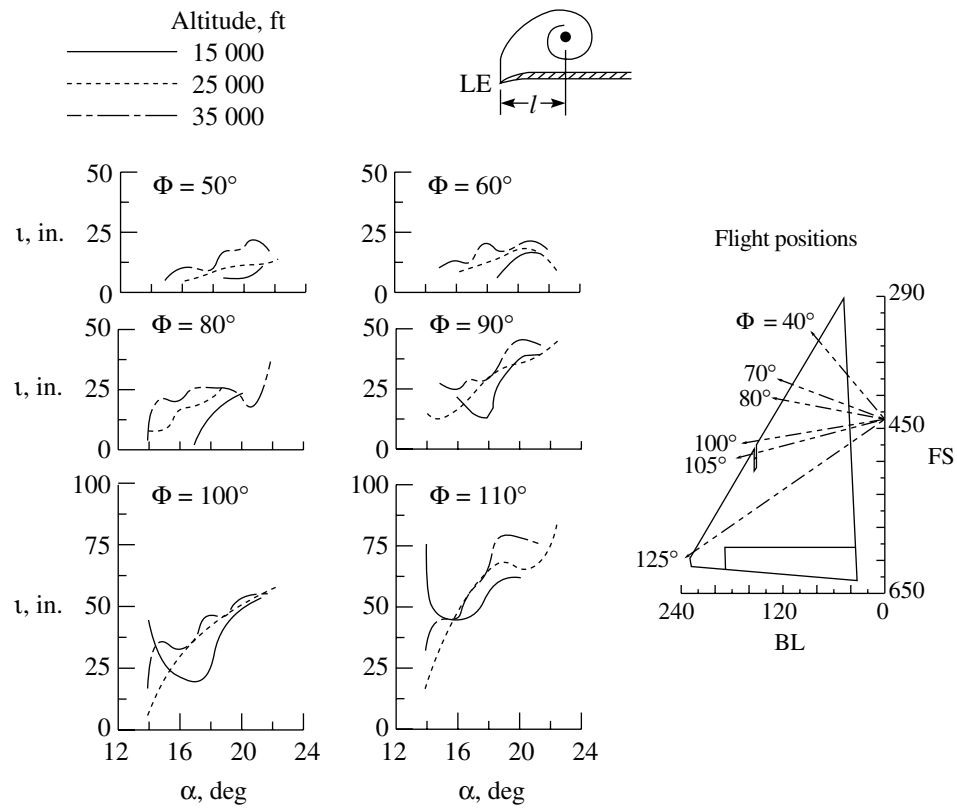 Altitude, ft
15 000
25 000
35 000
LE
l
50
25
0
ι, in.
Φ = 50°
50
25
0
Φ = 60°
50
25
0
ι, in.
Φ = 80°
50
25
0
Φ = 90°
100
75
50
25
0
ι, in.
Φ = 100°
12 16 20 24
α, deg
100
75
50
25
0
Φ = 110°
12 16 20 24
α, deg
Flight positions
Φ = 40°
70°
80°
100°
105°
125°
290
450
FS
650
240 120 0
BL